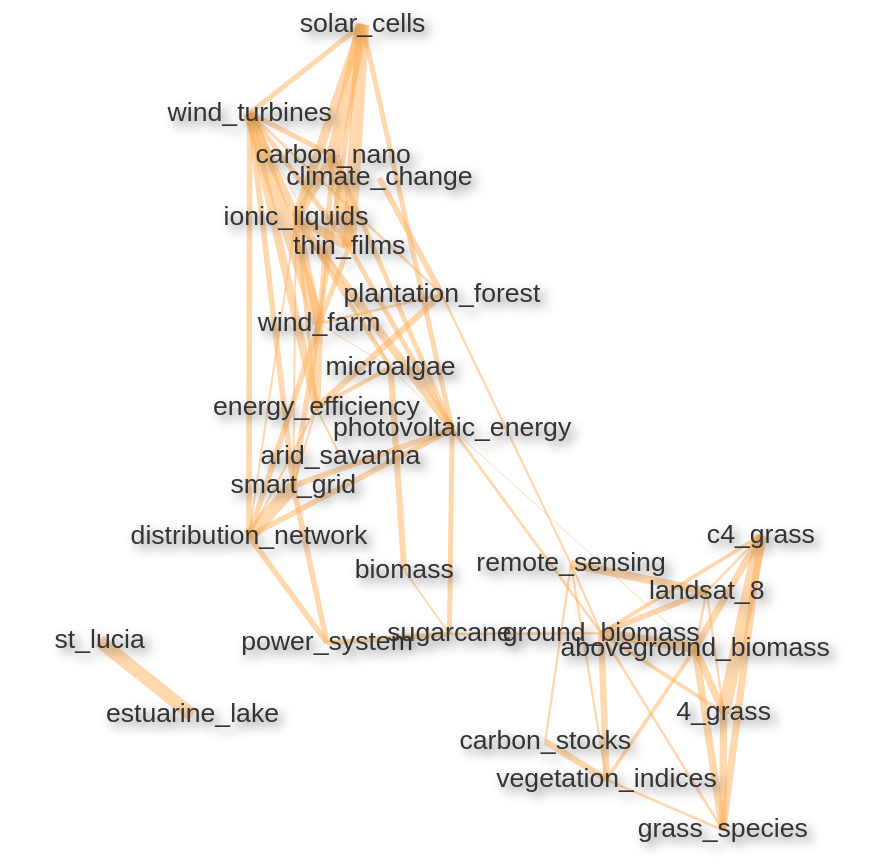 solar_cells
wind_turbines
carbon_nano
climate_change
ionic_liquids
thin_films
plantation_forest
wind_farm
microalgae
energy_efficiency
photovoltaic_energy
arid_savanna
smart_grid
distribution_network
c4_grass
remote_sensing
biomass
landsat_8
sugarcane
ground_biomass
st_lucia
power_system
aboveground_biomass
4_grass
estuarine_lake
carbon_stocks
vegetation_indices
grass_species